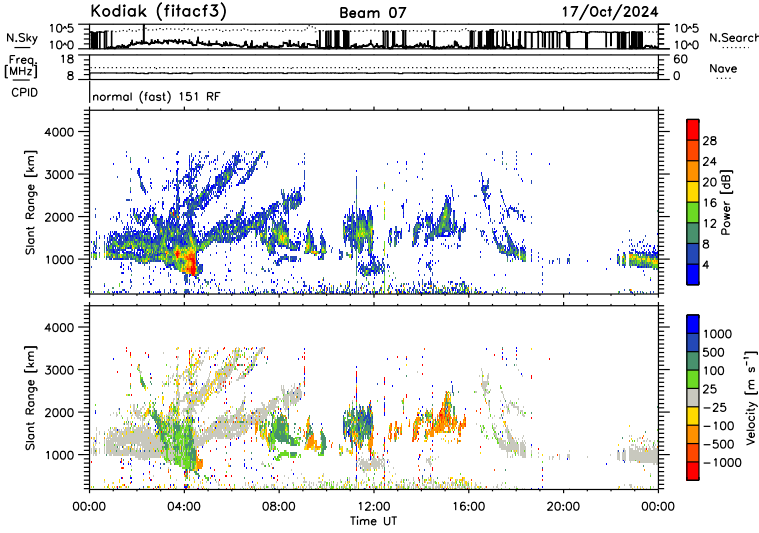 Kodiak (fitacf3) Beam 07 17/Oct/2024
N.Sky 10^5 10^0 10^5 10^0 N.Search
Freq. [MHz] 18 8 60 0 Nave
CPID normal (fast) 151 RF
Slant Range [km] 4000 3000 2000 1000
Power [dB] 28 24 20 16 12 8 4
Slant Range [km] 4000 3000 2000 1000
Velocity [m s^-1] 1000 500 100 25 −25 −100 −500 −1000
00:00 04:00 08:00 12:00 16:00 20:00 00:00
Time UT